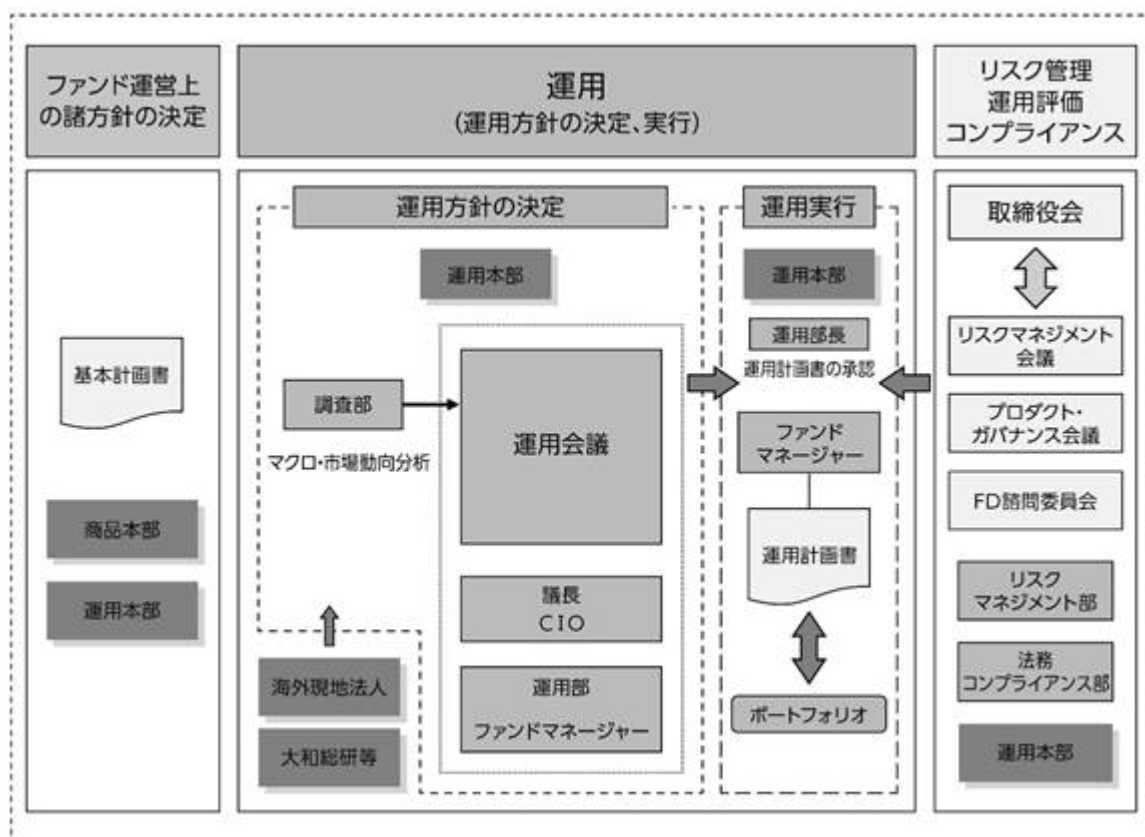 ファンド運営上
の諸方針の決定
運用
(運用方針の決定、実行)
リスク管理
運用評価
コンプライアンス
基本計画書
商品本部
運用本部
運用方針の決定
運用本部
調査部
マクロ・市場動向分析
運用会議
議長
CIO
運用部
ファンドマネージャー
海外現地法人
大和総研等
運用実行
運用本部
運用部長
運用計画書の承認
ファンド
マネージャー
運用計画書
ポートフォリオ
取締役会
リスクマネジメント
会議
プロダクト・
ガバナンス会議
FD諮問委員会
リスク
マネジメント部
法務
コンプライアンス部
運用本部